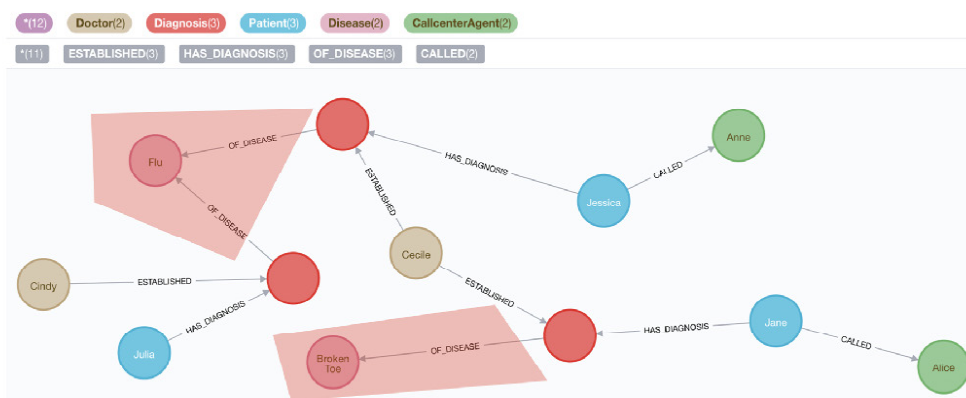 *(12) Doctor(2) Diagnosis(3) Patient(3) Disease(2) CallcenterAgent(2)
*(11) ESTABLISHED(3) HAS_DIAGNOSIS(3) OF_DISEASE(3) CALLED(2)
OF_DISEASE
Anne
Flu
HAS_DIAGNOSIS
CALLED
ESTABLISHED
Jessica
OF_DISEASE
Cecile
Cindy
ESTABLISHED
ESTABLISHED
HAS_DIAGNOSIS
Jane
HAS_DIAGNOSIS
CALLED
Julia
OF_DISEASE
Broken
Toe
Alice